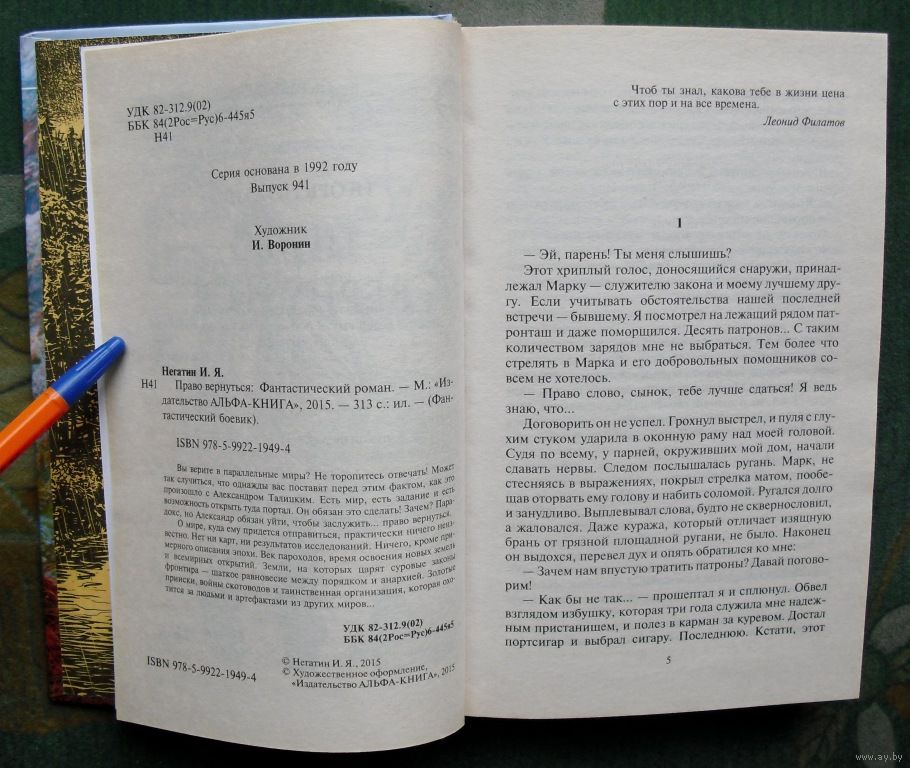 УДК 82-312.9(02)
ББК 84(2Рос=Рус)6-445я5
Н41
Серия основана в 1992 году
Выпуск 941
Художник
И. Воронин
Негатин И. Я.
Н41 Право вернуться: Фантастический роман. — М.: «Из-
дательство АЛЬФА-КНИГА», 2015. — 313 с.: ил. — (Фан-
тастический боевик).
ISBN 978-5-9922-1949-4
Вы верите в параллельные миры? Не торопитесь отвечать! Может
так случиться, что однажды вас поставят перед этим фактом, как это
произошло с Александром Талицким. Есть мир, есть задание и есть
возможность открыть туда портал. Он обязан это сделать! Зачем? Пара-
докс, но Александр обязан уйти, чтобы заслужить... право вернуться.
О мире, куда ему придется отправиться, практически ничего неиз-
вестно. Нет ни карт, ни результатов исследований. Ничего, кроме при-
мерного описания эпохи. Век пароходов, время освоения новых земель
и всемирных открытий. Земли, на которых царят суровые законы
фронтира — шаткое равновесие между порядком и анархией. Золотые
прииски, войны скотоводов и таинственная организация, которая охо-
тится за людьми и артефактами из других миров...
УДК 82-312.9(02)
ББК 84(2Рос=Рус)6-445я5
© Негатин И. Я., 2015
© Художественное оформление,
«Издательство АЛЬФА-КНИГА», 2015
ISBN 978-5-9922-1949-4
Чтоб ты знал, какова тебе в жизни цена
с этих пор и на все времена.
Леонид Филатов
1
— Эй, парень! Ты меня слышишь?
Этот хриплый голос, доносящийся снаружи, принад-
лежал Марку — служителю закона и моему лучшему дру-
гу. Если учитывать обстоятельства нашей последней
встречи — бывшему. Я посмотрел на лежащий рядом пат-
ронташ и даже поморщился. Десять патронов... С таким
количеством зарядов мне не выбраться. Тем более что
стрелять в Марка и его добровольных помощников со-
всем не хотелось.
— Право слово, сынок, тебе лучше сдаться! Я ведь
знаю, что...
Договорить он не успел. Грохнул выстрел, и пуля с глу-
хим стуком ударила в оконную раму над моей головой.
Судя по всему, у парней, окруживших мой дом, начали
сдавать нервы. Следом послышалась ругань. Марк, не
стесняясь в выражениях, покрыл стрелка матом, пообе-
щав оторвать ему голову и набить соломой. Ругался долго
и занудливо. Выплевывал слова, будто не сквернословил,
а жаловался. Даже куража, который отличает изящную
брань от грязной площадной ругани, не было. Наконец
он выдохся, перевел дух и опять обратился ко мне:
— Зачем нам впустую тратить патроны? Давай погово-
рим!
— Как бы не так... — прошептал я и сплюнул. Обвел
взглядом избушку, которая три года служила мне надеж-
ным пристанищем, и полез в карман за куревом. Достал
портсигар и выбрал сигару. Последнюю. Кстати, этот
5
www.ay.by